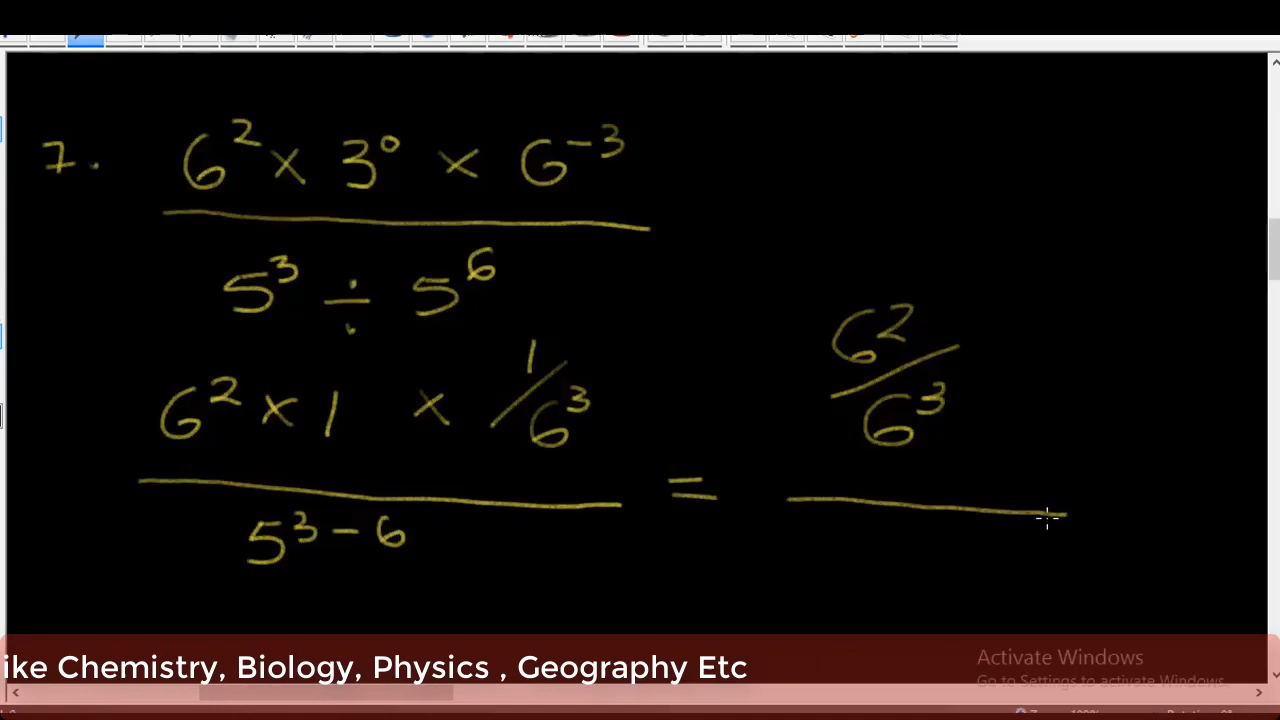 7. 6² × 3⁰ × 6⁻³
5³ ÷ 5⁶
6² × 1 × 1/6³
5³⁻⁶
=
6²/6³
ike Chemistry, Biology, Physics , Geography Etc
Activate Windows
Go to Settings to activate Windows.